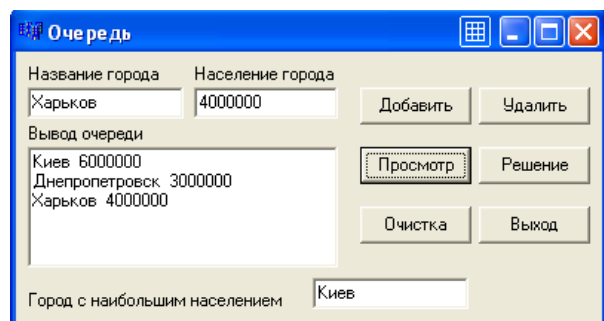 Очередь
Название города Население города
Харьков 4000000 Добавить Удалить
Вывод очереди
Киев 6000000 Просмотр Решение
Днепропетровск 3000000
Харьков 4000000
Очистка Выход
Город с наибольшим населением Киев